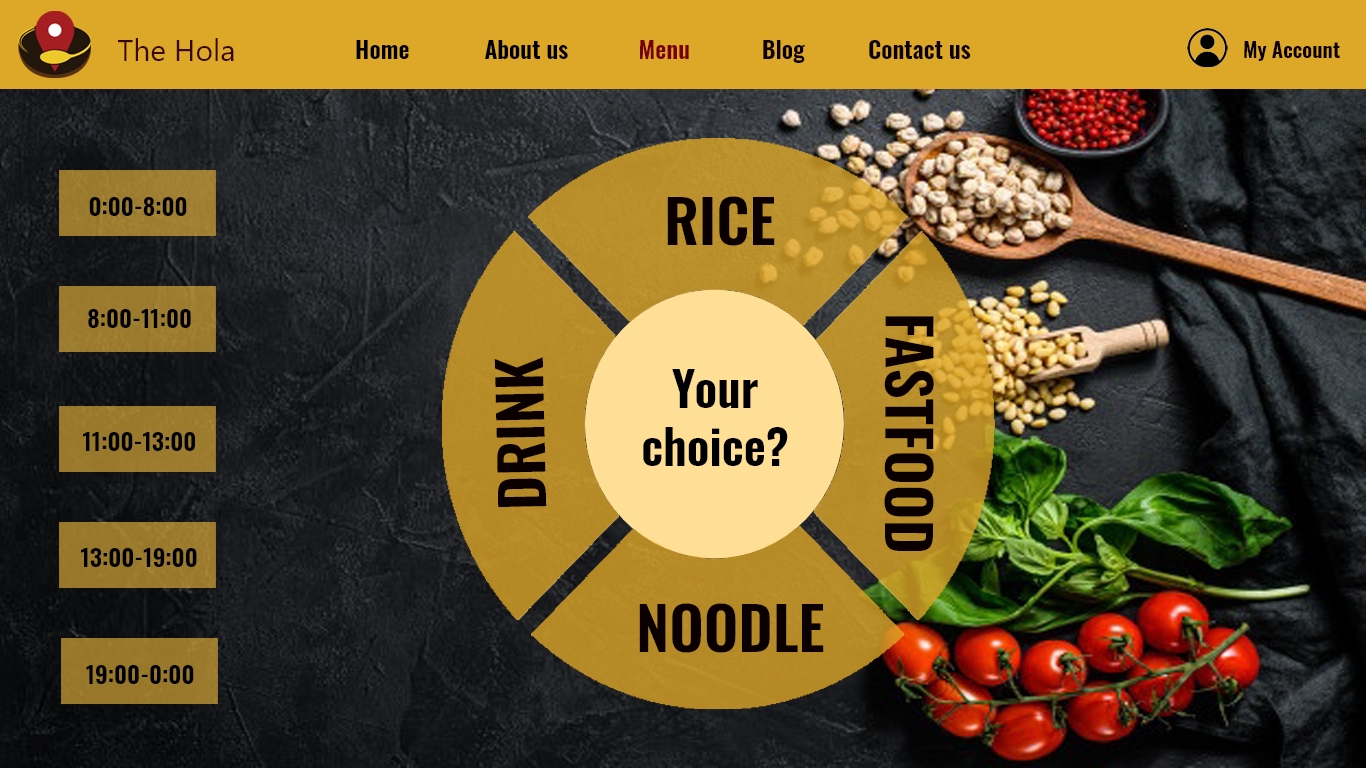 The Hola
Home
About us
Menu
Blog
Contact us
My Account
0:00-8:00
8:00-11:00
11:00-13:00
13:00-19:00
19:00-0:00
RICE
DRINK
Your
choice?
FASTFOOD
NOODLE